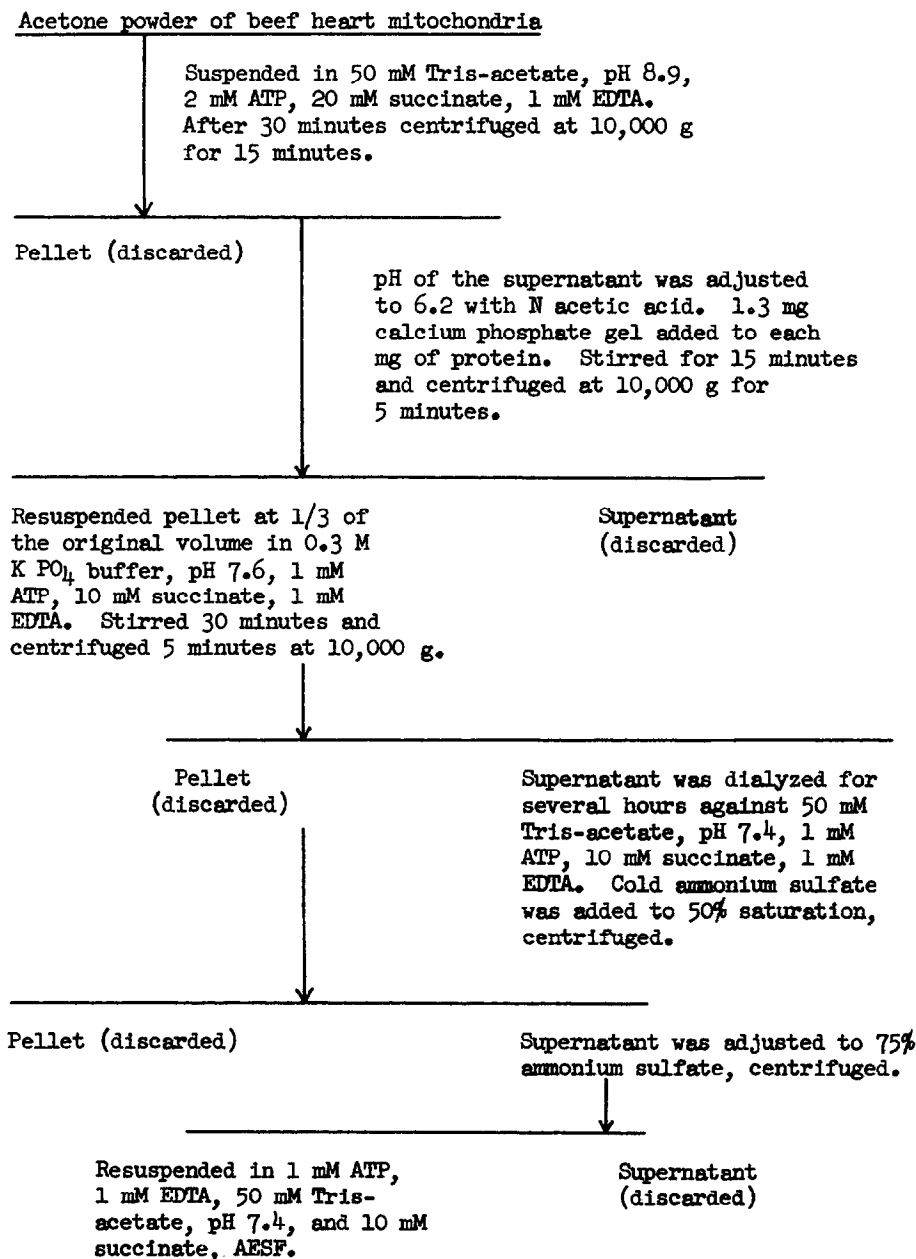 Acetone powder of beef heart mitochondria
Suspended in 50 mM Tris-acetate, pH 8.9,
2 mM ATP, 20 mM succinate, 1 mM EDTA.
After 30 minutes centrifuged at 10,000 g
for 15 minutes.
Pellet (discarded)
pH of the supernatant was adjusted
to 6.2 with N acetic acid. 1.3 mg
calcium phosphate gel added to each
mg of protein. Stirred for 15 minutes
and centrifuged at 10,000 g for
5 minutes.
Resuspended pellet at 1/3 of
the original volume in 0.3 M
K PO4 buffer, pH 7.6, 1 mM
ATP, 10 mM succinate, 1 mM
EDTA. Stirred 30 minutes and
centrifuged 5 minutes at 10,000 g.
Supernatant
(discarded)
Pellet
(discarded)
Supernatant was dialyzed for
several hours against 50 mM
Tris-acetate, pH 7.4, 1 mM
ATP, 10 mM succinate, 1 mM
EDTA. Cold ammonium sulfate
was added to 50% saturation,
centrifuged.
Pellet (discarded)
Supernatant was adjusted to 75%
ammonium sulfate, centrifuged.
Resuspended in 1 mM ATP,
1 mM EDTA, 50 mM Tris-
acetate, pH 7.4, and 10 mM
succinate, AESF.
Supernatant
(discarded)